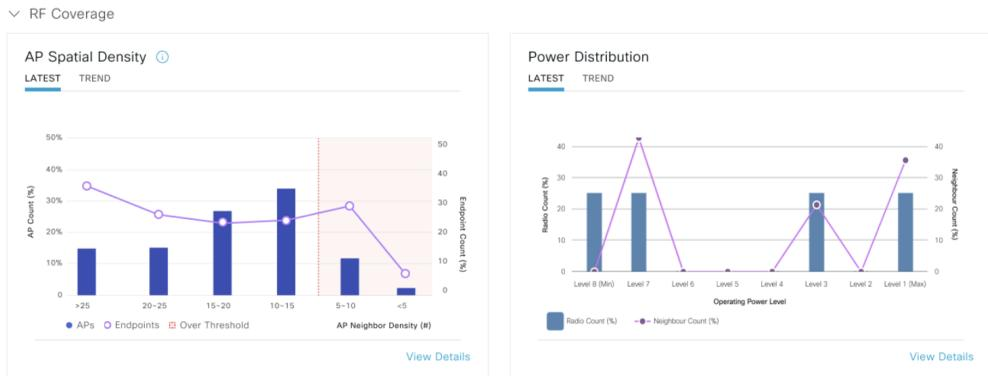 RF Coverage
AP Spatial Density
LATEST TREND
50%
40%
30%
20%
10%
0
AP Count (%)
50
40
30
20
10
0
Endpoint Count (%)
>25 20-25 15-20 10-15 5-10 <5
APs Endpoints Over Threshold AP Neighbor Density (#)
View Details
Power Distribution
LATEST TREND
40
30
20
10
0
Radio Count (%)
40
30
20
10
0
Neighbour Count (%)
Level 8 (Min) Level 7 Level 6 Level 5 Level 4 Level 3 Level 2 Level 1 (Max)
Operating Power Level
Radio Count (%) Neighbour Count (%)
View Details